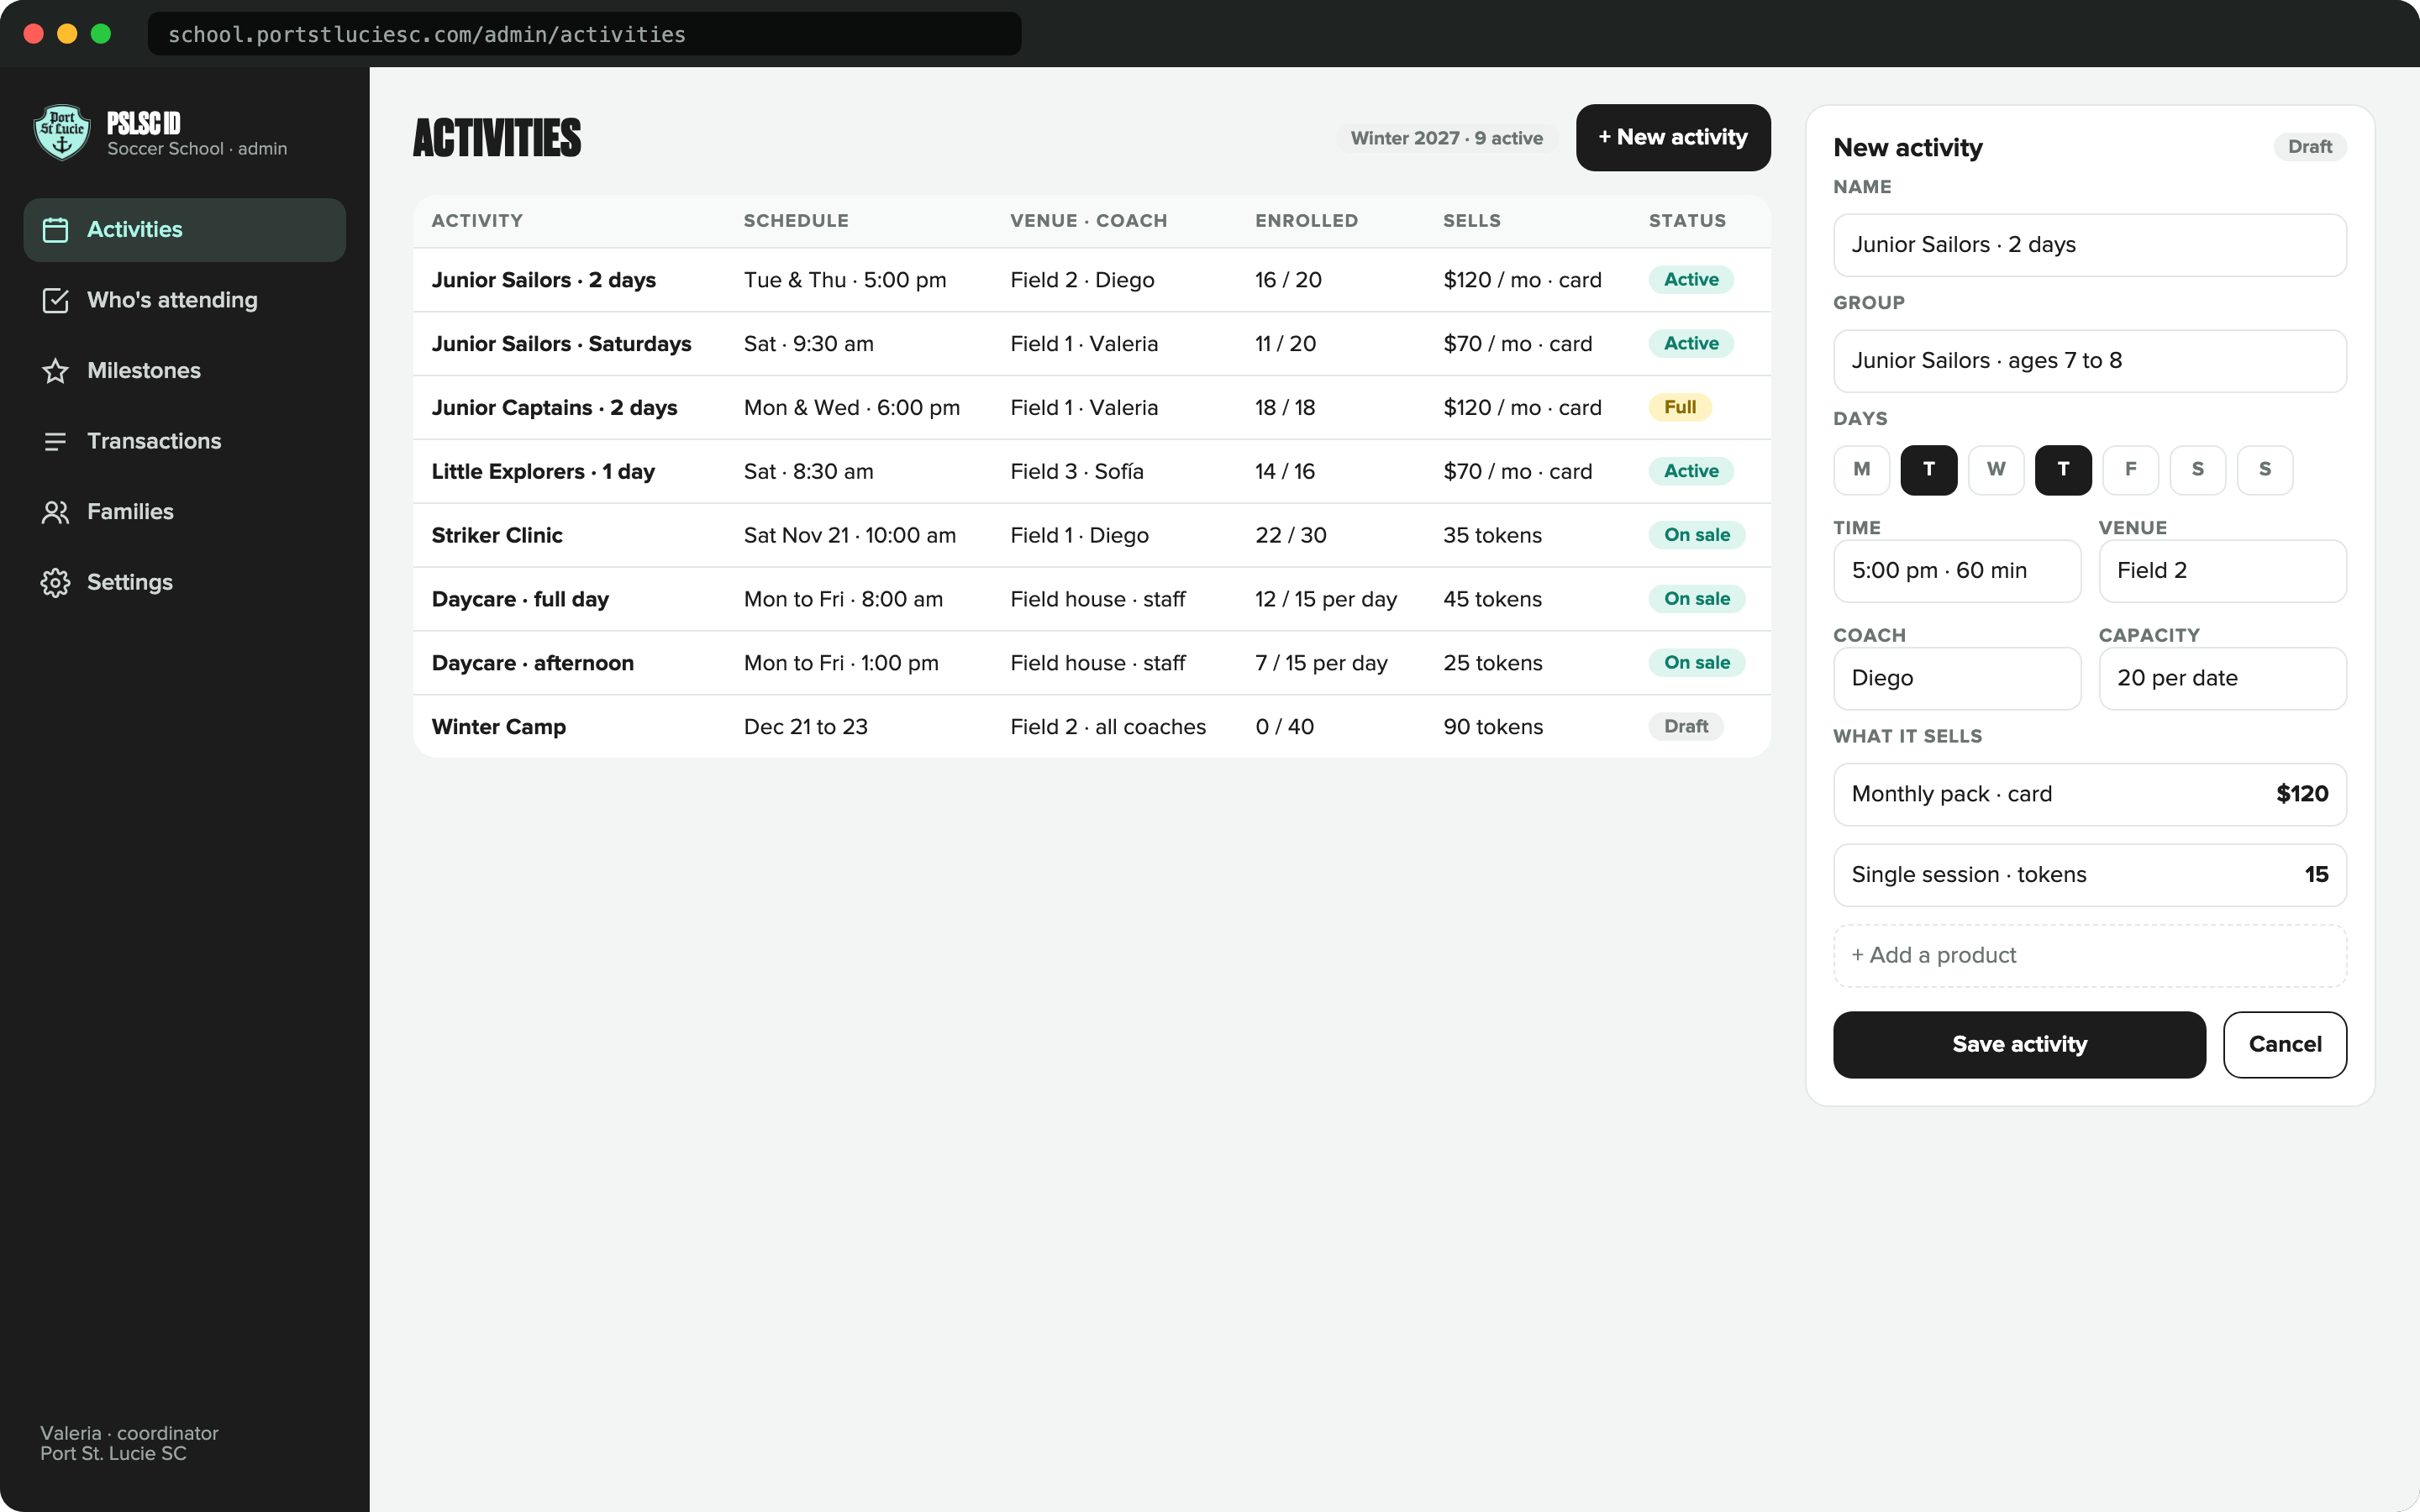 school.portstluciesc.com/admin/activities
Port
St Lucie
PSLSC ID
Soccer School · admin
Activities
Who's attending
Milestones
Transactions
Families
Settings
Valeria · coordinator
Port St. Lucie SC
ACTIVITIES
Winter 2027 · 9 active
+ New activity
ACTIVITY SCHEDULE VENUE · COACH ENROLLED SELLS STATUS
Junior Sailors · 2 days Tue & Thu · 5:00 pm Field 2 · Diego 16 / 20 $120 / mo · card Active
Junior Sailors · Saturdays Sat · 9:30 am Field 1 · Valeria 11 / 20 $70 / mo · card Active
Junior Captains · 2 days Mon & Wed · 6:00 pm Field 1 · Valeria 18 / 18 $120 / mo · card Full
Little Explorers · 1 day Sat · 8:30 am Field 3 · Sofía 14 / 16 $70 / mo · card Active
Striker Clinic Sat Nov 21 · 10:00 am Field 1 · Diego 22 / 30 35 tokens On sale
Daycare · full day Mon to Fri · 8:00 am Field house · staff 12 / 15 per day 45 tokens On sale
Daycare · afternoon Mon to Fri · 1:00 pm Field house · staff 7 / 15 per day 25 tokens On sale
Winter Camp Dec 21 to 23 Field 2 · all coaches 0 / 40 90 tokens Draft
New activity Draft
NAME
Junior Sailors · 2 days
GROUP
Junior Sailors · ages 7 to 8
DAYS
M T W T F S S
TIME VENUE
5:00 pm · 60 min Field 2
COACH CAPACITY
Diego 20 per date
WHAT IT SELLS
Monthly pack · card $120
Single session · tokens 15
+ Add a product
Save activity Cancel